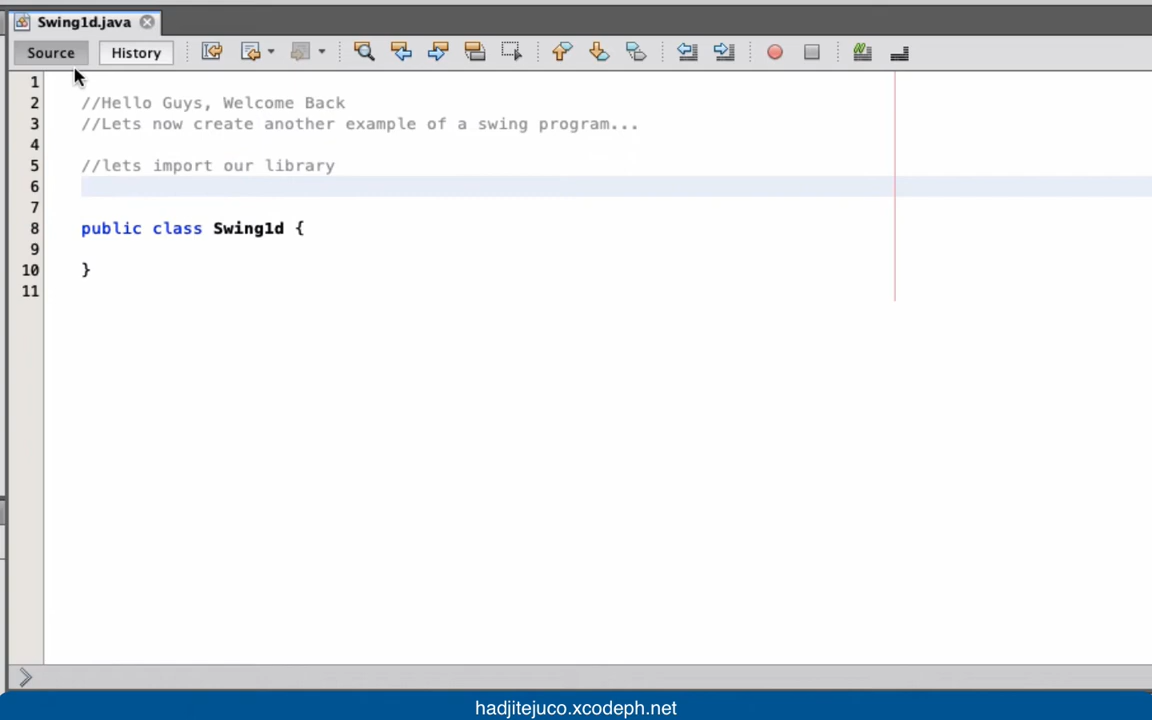 Swing1d.java
Source History
1
2 //Hello Guys, Welcome Back
3 //Lets now create another example of a swing program...
4
5 //lets import our library
6
7
8 public class Swing1d {
9
10 }
11
hadjitejuco.xcodeph.net